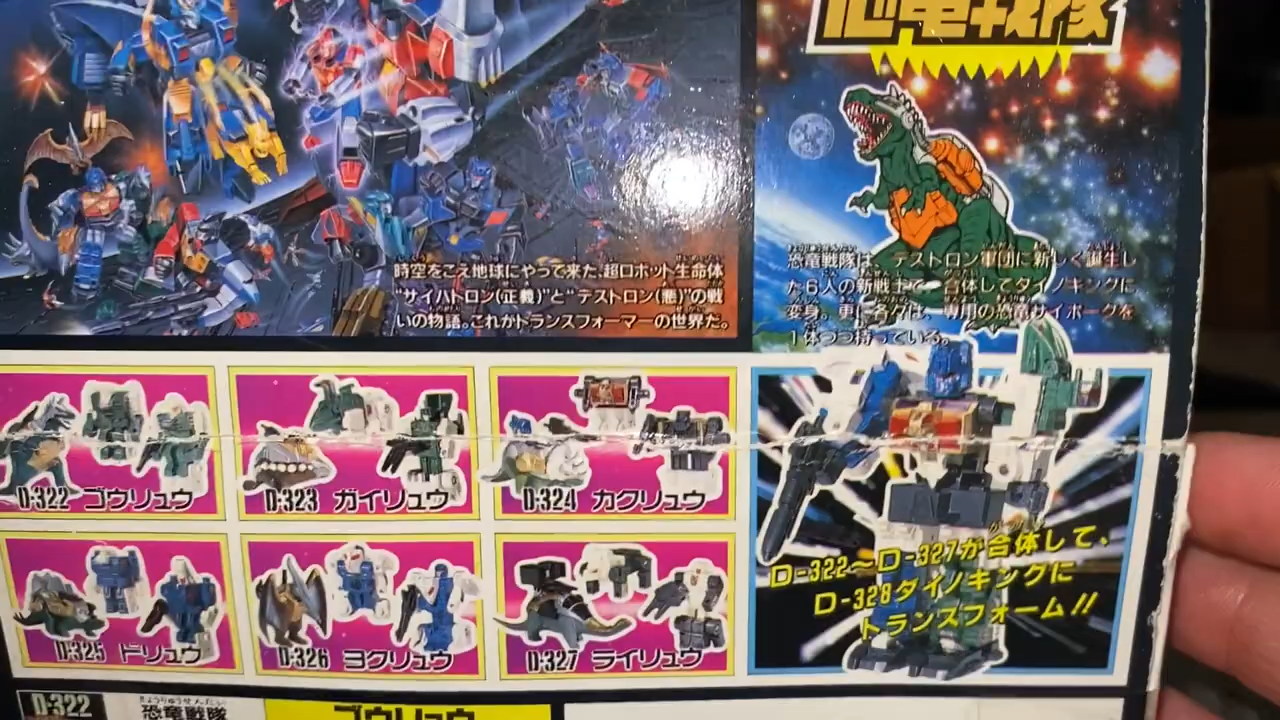 恐竜戦隊
時空をこえ地球にやって来た、超ロボット生命体
“サイバトロン(正義)”と“デストロン(悪)”の戦
いの物語。これがトランスフォーマーの世界だ。
恐竜戦隊は、デストロン軍団に新しく誕生し
た6人の新戦士で、合体してダイノキングに
変身。更に各々は、専用の恐竜サイボーグを
1体づつ持っている。
D-322 ゴウリュウ
D-323 ガイリュウ
D-324 カクリュウ
D-325 ドリュウ
D-326 ヨクリュウ
D-327 ライリュウ
D-322〜D-327が合体して、
D-328ダイノキングに
トランスフォーム!!
D-322
恐竜戦隊
ゴウリュウ